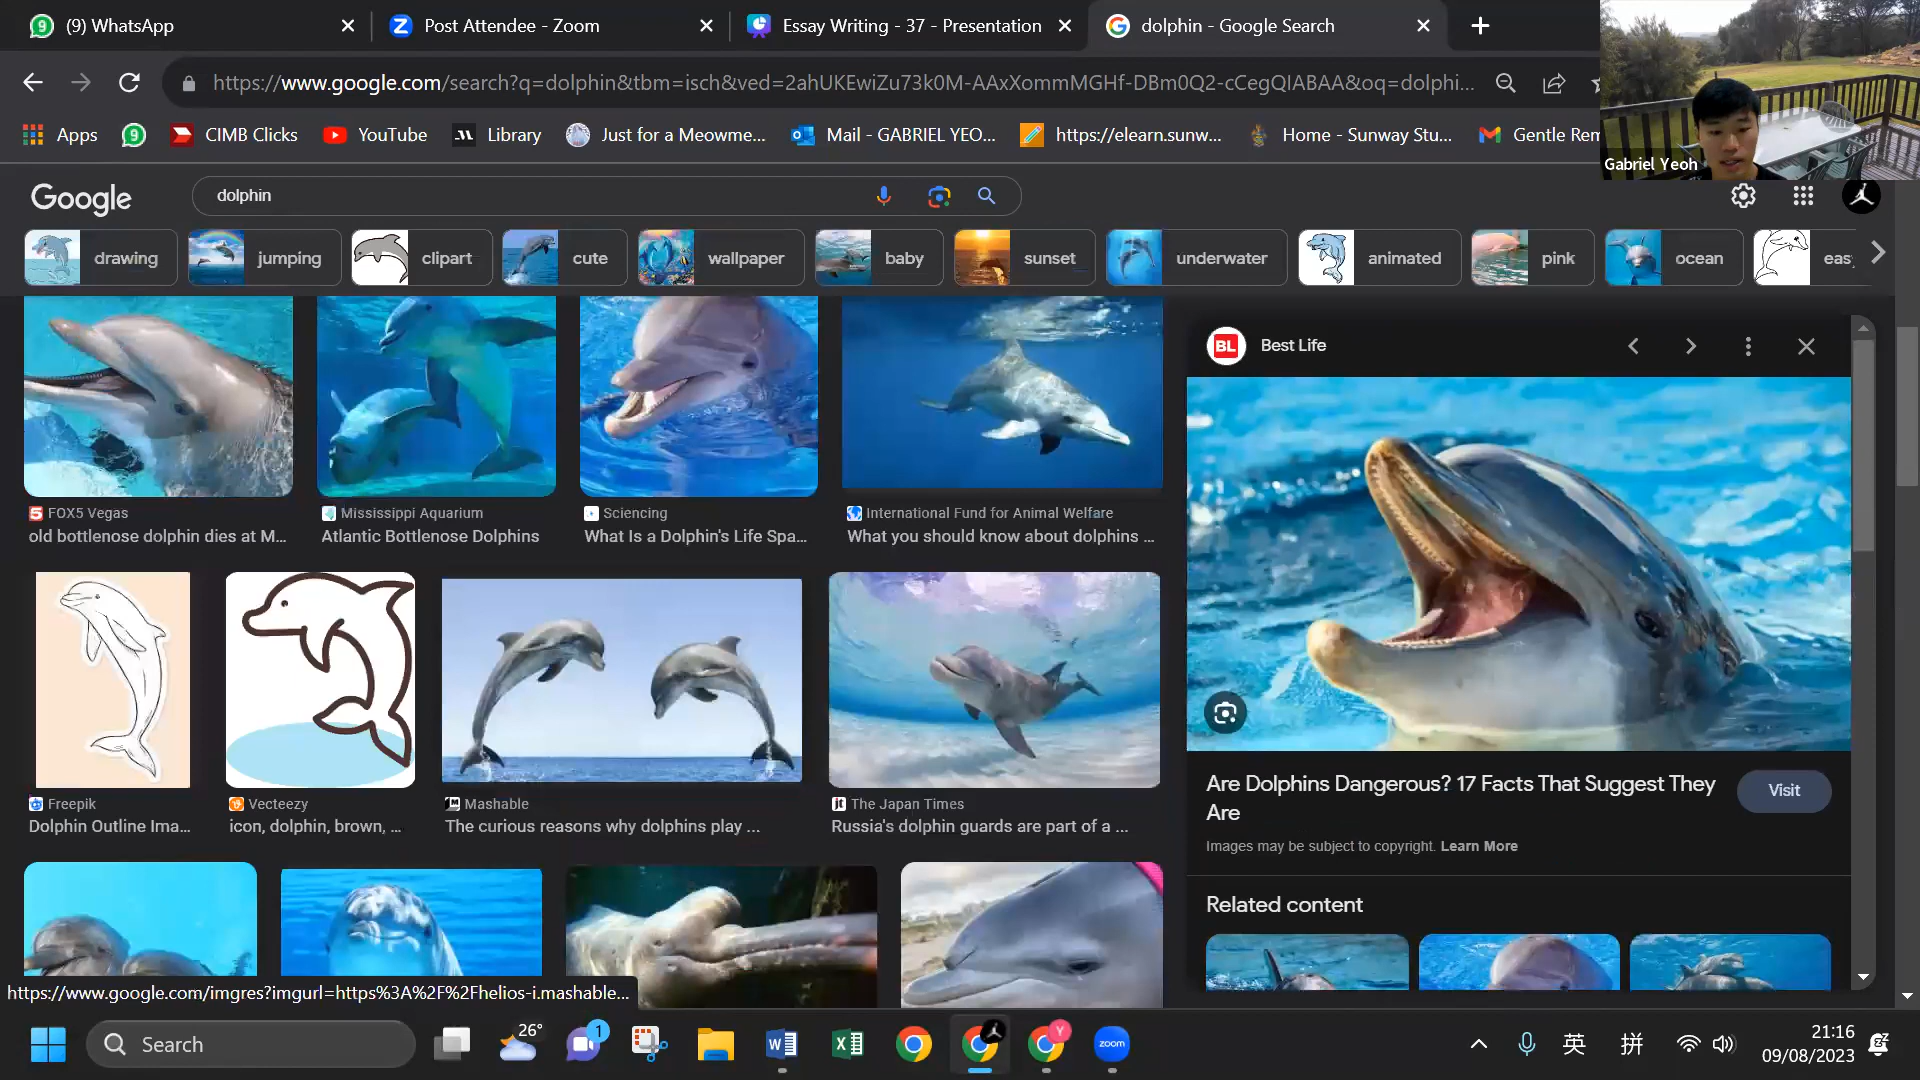 (9) WhatsApp
Post Attendee - Zoom
Essay Writing - 37 - Presentation
dolphin - Google Search
https://www.google.com/search?q=dolphin&tbm=isch&ved=2ahUKEwiZu73k0M-AAxXommMGHf-DBm0Q2-cCegQIABAA&oq=dolphi...
Apps
CIMB Clicks
YouTube
Library
Just for a Meowme...
Mail - GABRIEL YEO...
https://elearn.sunw...
Home - Sunway Stu...
Gentle Rem
Gabriel Yeoh
Google
dolphin
drawing
jumping
clipart
cute
wallpaper
baby
sunset
underwater
animated
pink
ocean
eas
BL
Best Life
FOX5 Vegas
old bottlenose dolphin dies at M...
Mississippi Aquarium
Atlantic Bottlenose Dolphins
Sciencing
What Is a Dolphin's Life Spa...
International Fund for Animal Welfare
What you should know about dolphins ...
Freepik
Dolphin Outline Ima...
Vecteezy
icon, dolphin, brown, ...
Mashable
The curious reasons why dolphins play ...
The Japan Times
Russia's dolphin guards are part of a ...
Are Dolphins Dangerous? 17 Facts That Suggest They
Are
Visit
Images may be subject to copyright. Learn More
Related content
https://www.google.com/imgres?imgurl=https%3A%2F%2Fhelios-i.mashable...
Search
26°
1
zoom
英
拼
21:16
09/08/2023